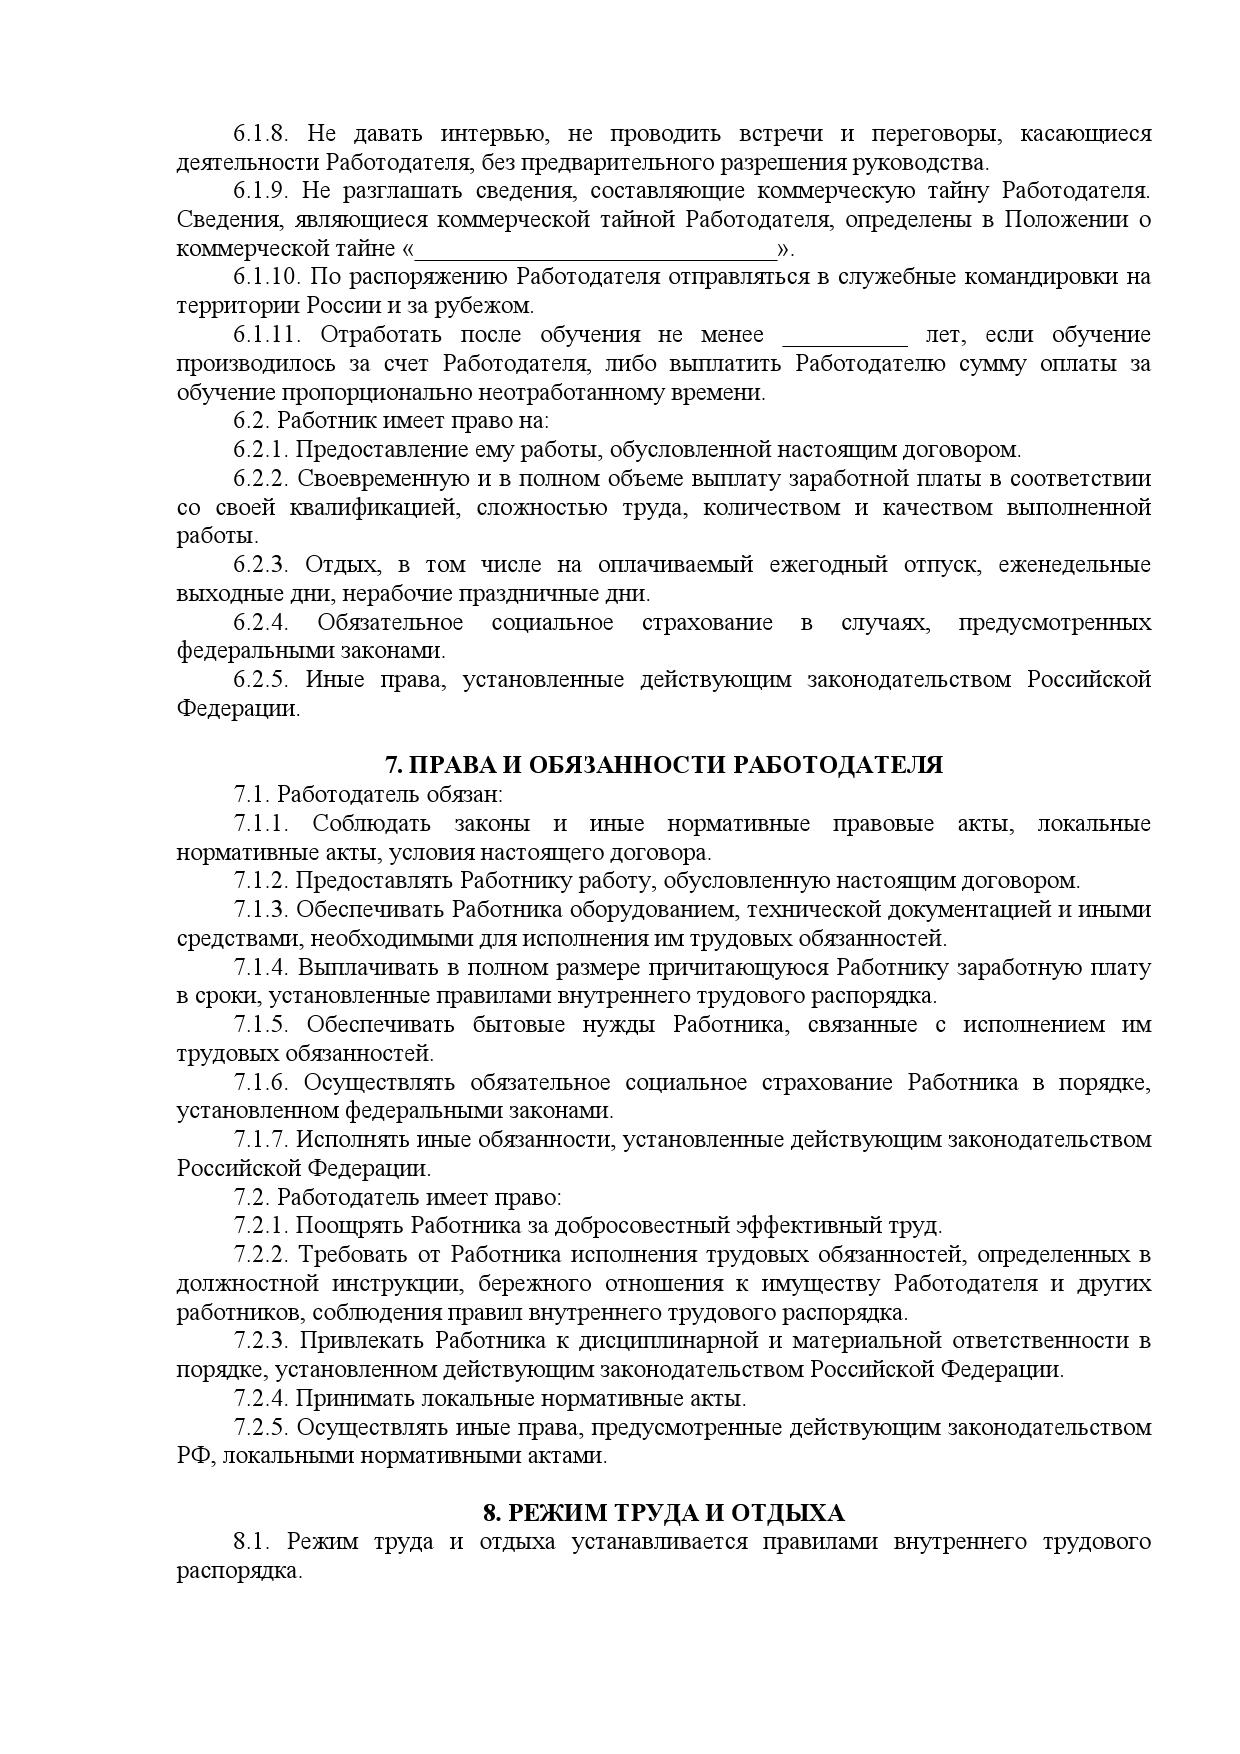 6.1.8. Не давать интервью, не проводить встречи и переговоры, касающиеся
деятельности Работодателя, без предварительного разрешения руководства.
6.1.9. Не разглашать сведения, составляющие коммерческую тайну Работодателя.
Сведения, являющиеся коммерческой тайной Работодателя, определены в Положении о
коммерческой тайне «_____________________________».
6.1.10. По распоряжению Работодателя отправляться в служебные командировки на
территории России и за рубежом.
6.1.11. Отработать после обучения не менее __________ лет, если обучение
производилось за счет Работодателя, либо выплатить Работодателю сумму оплаты за
обучение пропорционально неотработанному времени.
6.2. Работник имеет право на:
6.2.1. Предоставление ему работы, обусловленной настоящим договором.
6.2.2. Своевременную и в полном объеме выплату заработной платы в соответствии
со своей квалификацией, сложностью труда, количеством и качеством выполненной
работы.
6.2.3. Отдых, в том числе на оплачиваемый ежегодный отпуск, еженедельные
выходные дни, нерабочие праздничные дни.
6.2.4. Обязательное социальное страхование в случаях, предусмотренных
федеральными законами.
6.2.5. Иные права, установленные действующим законодательством Российской
Федерации.
7. ПРАВА И ОБЯЗАННОСТИ РАБОТОДАТЕЛЯ
7.1. Работодатель обязан:
7.1.1. Соблюдать законы и иные нормативные правовые акты, локальные
нормативные акты, условия настоящего договора.
7.1.2. Предоставлять Работнику работу, обусловленную настоящим договором.
7.1.3. Обеспечивать Работника оборудованием, технической документацией и иными
средствами, необходимыми для исполнения им трудовых обязанностей.
7.1.4. Выплачивать в полном размере причитающуюся Работнику заработную плату
в сроки, установленные правилами внутреннего трудового распорядка.
7.1.5. Обеспечивать бытовые нужды Работника, связанные с исполнением им
трудовых обязанностей.
7.1.6. Осуществлять обязательное социальное страхование Работника в порядке,
установленном федеральными законами.
7.1.7. Исполнять иные обязанности, установленные действующим законодательством
Российской Федерации.
7.2. Работодатель имеет право:
7.2.1. Поощрять Работника за добросовестный эффективный труд.
7.2.2. Требовать от Работника исполнения трудовых обязанностей, определенных в
должностной инструкции, бережного отношения к имуществу Работодателя и других
работников, соблюдения правил внутреннего трудового распорядка.
7.2.3. Привлекать Работника к дисциплинарной и материальной ответственности в
порядке, установленном действующим законодательством Российской Федерации.
7.2.4. Принимать локальные нормативные акты.
7.2.5. Осуществлять иные права, предусмотренные действующим законодательством
РФ, локальными нормативными актами.
8. РЕЖИМ ТРУДА И ОТДЫХА
8.1. Режим труда и отдыха устанавливается правилами внутреннего трудового
распорядка.